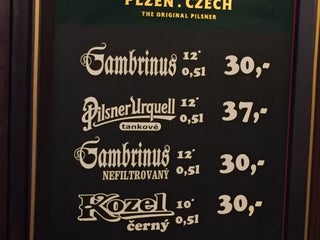 PLZEŇ . CZECH
THE ORIGINAL PILSNER
Gambrinus 12° 0,5l 30,-
Pilsner Urquell 12° 0,5l 37,-
tankové
Gambrinus 12° 0,5l 30,-
NEFILTROVANÝ
Kozel 10° 0,5l 30,-
černý